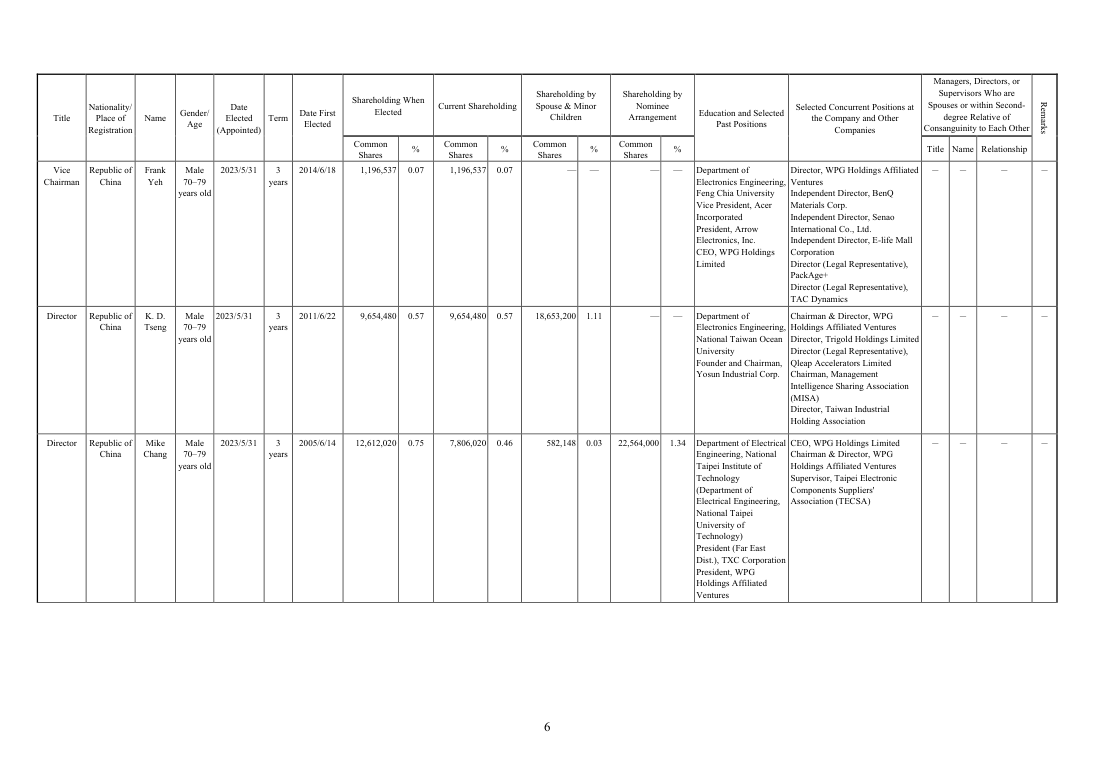 Title
Nationality/
Place of
Registration
Name
Gender/
Age
Date
Elected
(Appointed)
Term
Date First
Elected
Shareholding When
Elected
Current Shareholding
Shareholding by
Spouse & Minor
Children
Shareholding by
Nominee
Arrangement
Education and Selected
Past Positions
Selected Concurrent Positions at
the Company and Other
Companies
Managers, Directors, or
Supervisors Who are
Spouses or within Second-
degree Relative of
Consanguinity to Each Other
Remarks
Common
Shares
%
Common
Shares
%
Common
Shares
%
Common
Shares
%
Title
Name
Relationship
Vice
Chairman
Republic of
China
Frank
Yeh
Male
70–79
years old
2023/5/31
3
years
2014/6/18
1,196,537
0.07
1,196,537
0.07
—
—
—
—
Department of
Electronics Engineering,
Feng Chia University
Vice President, Acer
Incorporated
President, Arrow
Electronics, Inc.
CEO, WPG Holdings
Limited
Director, WPG Holdings Affiliated
Ventures
Independent Director, BenQ
Materials Corp.
Independent Director, Senao
International Co., Ltd.
Independent Director, E-life Mall
Corporation
Director (Legal Representative),
PackAge+
Director (Legal Representative),
TAC Dynamics
—
—
—
—
Director
Republic of
China
K. D.
Tseng
Male
70–79
years old
2023/5/31
3
years
2011/6/22
9,654,480
0.57
9,654,480
0.57
18,653,200
1.11
—
—
Department of
Electronics Engineering,
National Taiwan Ocean
University
Founder and Chairman,
Yosun Industrial Corp.
Chairman & Director, WPG
Holdings Affiliated Ventures
Director, Trigold Holdings Limited
Director (Legal Representative),
Qleap Accelerators Limited
Chairman, Management
Intelligence Sharing Association
(MISA)
Director, Taiwan Industrial
Holding Association
—
—
—
—
Director
Republic of
China
Mike
Chang
Male
70–79
years old
2023/5/31
3
years
2005/6/14
12,612,020
0.75
7,806,020
0.46
582,148
0.03
22,564,000
1.34
Department of Electrical
Engineering, National
Taipei Institute of
Technology
(Department of
Electrical Engineering,
National Taipei
University of
Technology)
President (Far East
Dist.), TXC Corporation
President, WPG
Holdings Affiliated
Ventures
CEO, WPG Holdings Limited
Chairman & Director, WPG
Holdings Affiliated Ventures
Supervisor, Taipei Electronic
Components Suppliers'
Association (TECSA)
—
—
—
—
6